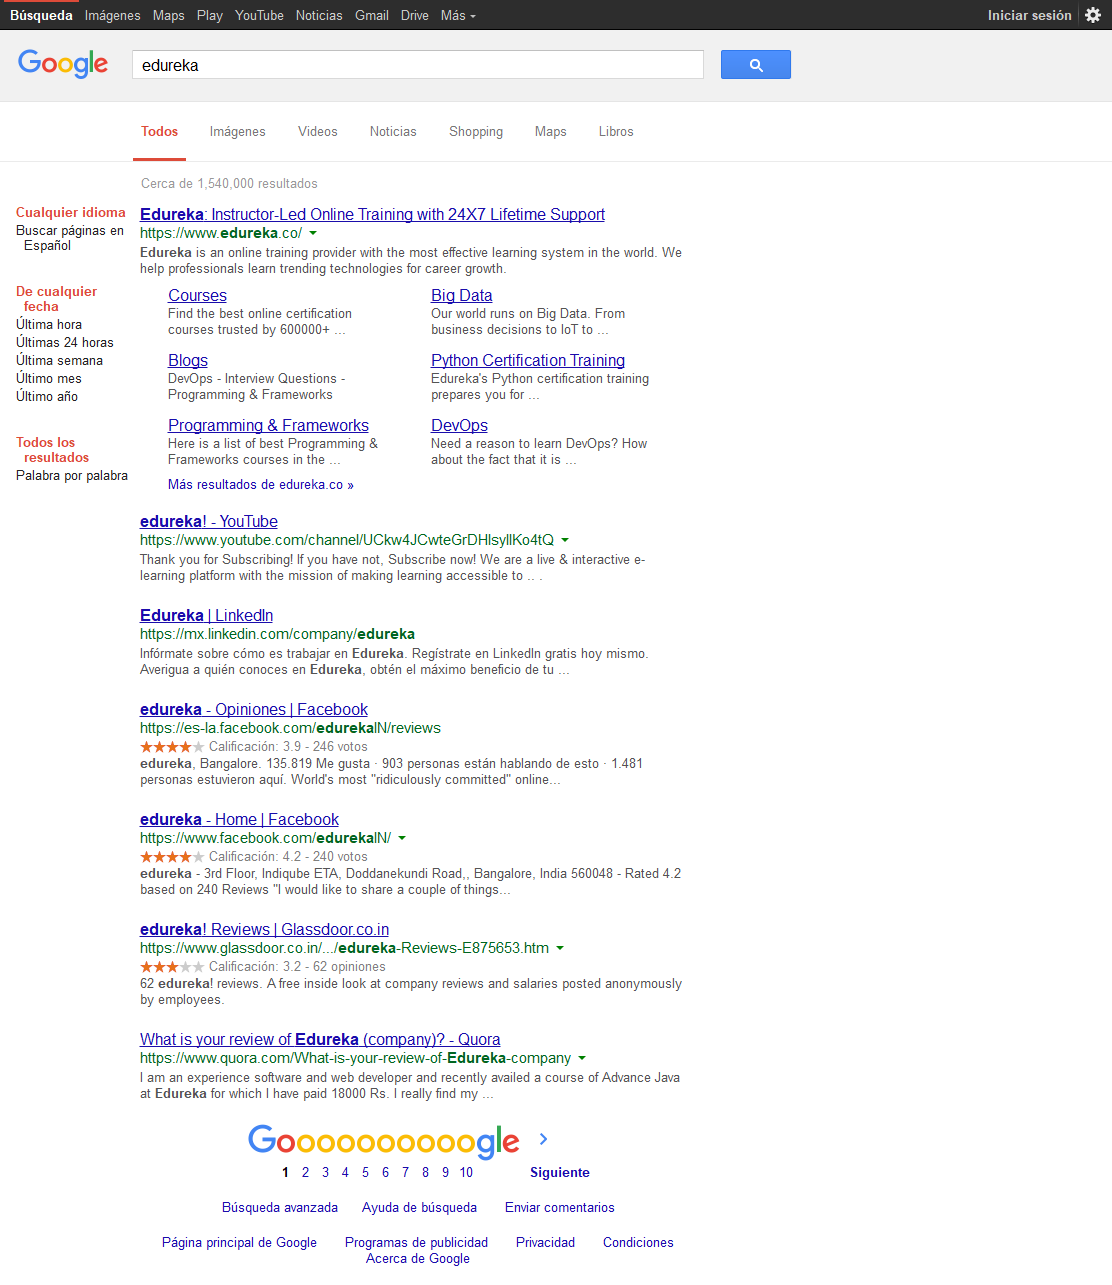 Búsqueda Imágenes Maps Play YouTube Noticias Gmail Drive Más Iniciar sesión
Google edureka
Todos Imágenes Videos Noticias Shopping Maps Libros
Cerca de 1,540,000 resultados
Cualquier idioma
Buscar páginas en
Español
De cualquier
fecha
Última hora
Últimas 24 horas
Última semana
Último mes
Último año
Todos los
resultados
Palabra por palabra
Edureka: Instructor-Led Online Training with 24X7 Lifetime Support
https://www.edureka.co/
Edureka is an online training provider with the most effective learning system in the world. We
help professionals learn trending technologies for career growth.
Courses
Find the best online certification
courses trusted by 600000+ ...
Big Data
Our world runs on Big Data. From
business decisions to IoT to ...
Blogs
DevOps - Interview Questions -
Programming & Frameworks
Python Certification Training
Edureka's Python certification training
prepares you for ...
Programming & Frameworks
Here is a list of best Programming &
Frameworks courses in the ...
DevOps
Need a reason to learn DevOps? How
about the fact that it is ...
Más resultados de edureka.co »
edureka! - YouTube
https://www.youtube.com/channel/UCkw4JCwteGrDHIsyIIKo4tQ
Thank you for Subscribing! If you have not, Subscribe now! We are a live & interactive e-
learning platform with the mission of making learning accessible to .. .
Edureka | LinkedIn
https://mx.linkedin.com/company/edureka
Infórmate sobre cómo es trabajar en Edureka. Regístrate en LinkedIn gratis hoy mismo.
Averigua a quién conoces en Edureka, obtén el máximo beneficio de tu ...
edureka - Opiniones | Facebook
https://es-la.facebook.com/edurekaIN/reviews
Calificación: 3.9 - 246 votos
edureka, Bangalore. 135.819 Me gusta · 903 personas están hablando de esto · 1.481
personas estuvieron aquí. World's most "ridiculously committed" online...
edureka - Home | Facebook
https://www.facebook.com/edurekaIN/
Calificación: 4.2 - 240 votos
edureka - 3rd Floor, Indiqube ETA, Doddanekundi Road,, Bangalore, India 560048 - Rated 4.2
based on 240 Reviews "I would like to share a couple of things...
edureka! Reviews | Glassdoor.co.in
https://www.glassdoor.co.in/.../edureka-Reviews-E875653.htm
Calificación: 3.2 - 62 opiniones
62 edureka! reviews. A free inside look at company reviews and salaries posted anonymously
by employees.
What is your review of Edureka (company)? - Quora
https://www.quora.com/What-is-your-review-of-Edureka-company
I am an experience software and web developer and recently availed a course of Advance Java
at Edureka for which I have paid 18000 Rs. I really find my ...
Goooooooooogle >
1 2 3 4 5 6 7 8 9 10 Siguiente
Búsqueda avanzada Ayuda de búsqueda Enviar comentarios
Página principal de Google Programas de publicidad Privacidad Condiciones
Acerca de Google